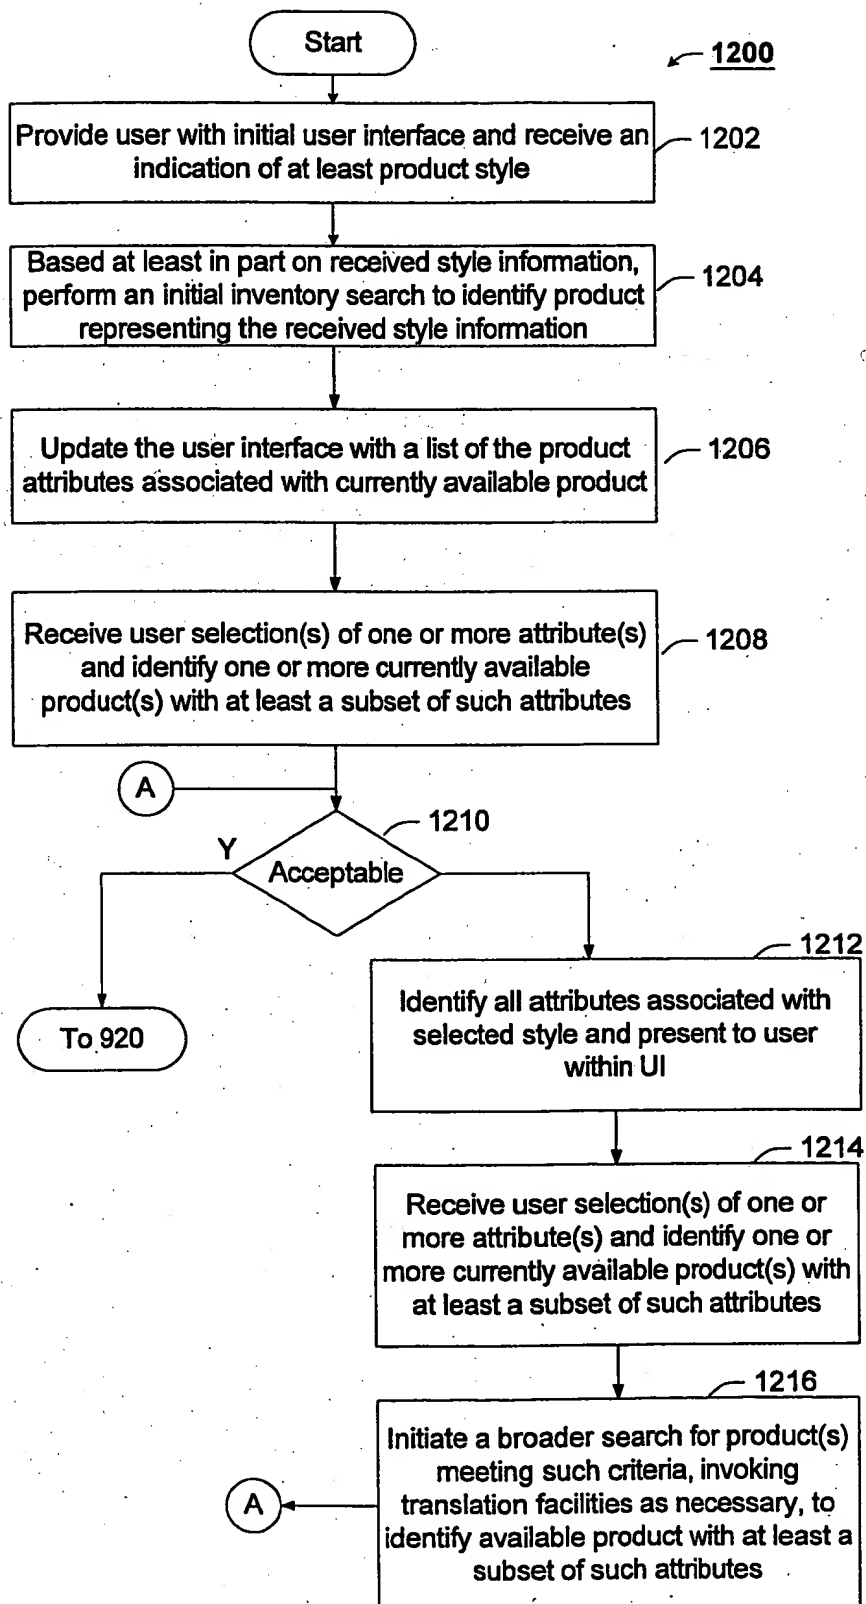 Start
1200
Provide user with initial user interface and receive an
indication of at least product style
1202
Based at least in part on received style information,
perform an initial inventory search to identify product
representing the received style information
1204
Update the user interface with a list of the product
attributes associated with currently available product
1206
Receive user selection(s) of one or more attribute(s)
and identify one or more currently available
product(s) with at least a subset of such attributes
1208
A
1210
Y
Acceptable
To 920
1212
Identify all attributes associated with
selected style and present to user
within UI
1214
Receive user selection(s) of one or
more attribute(s) and identify one or
more currently available product(s) with
at least a subset of such attributes
1216
Initiate a broader search for product(s)
meeting such criteria, invoking
translation facilities as necessary, to
identify available product with at least a
subset of such attributes
A